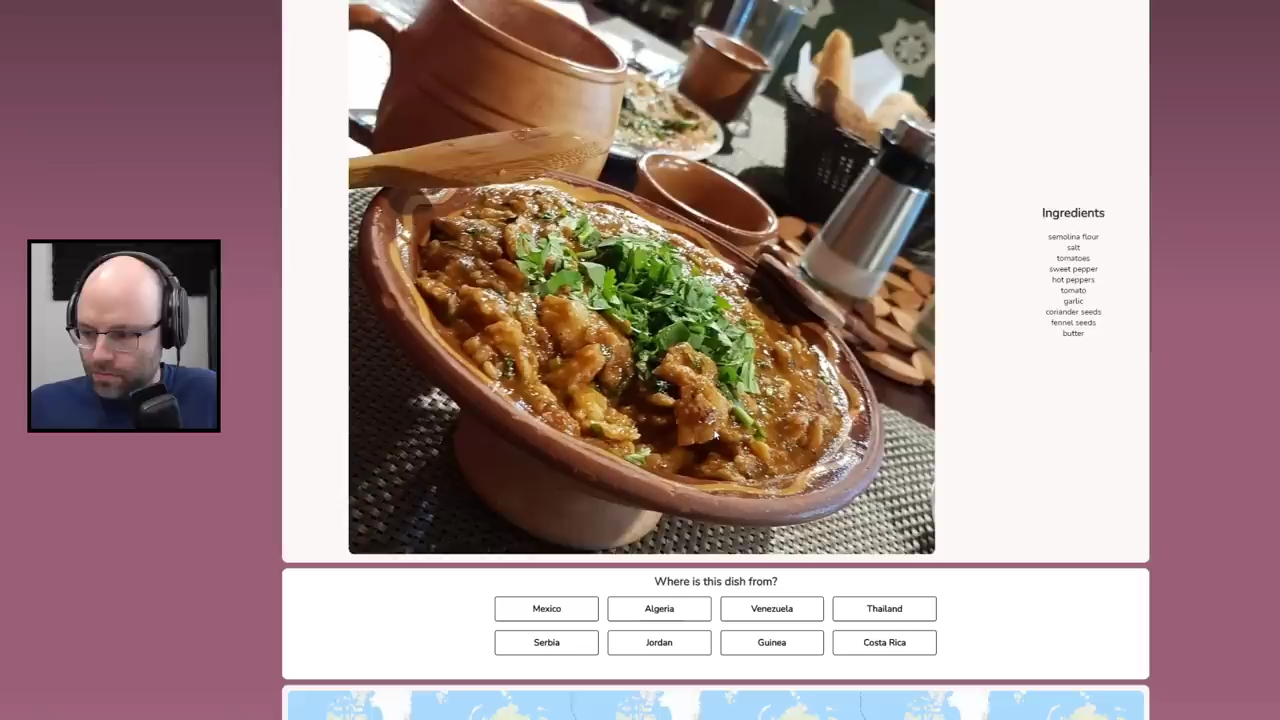 Ingredients
semolina flour
salt
tomatoes
sweet pepper
hot peppers
tomato
garlic
coriander seeds
fennel seeds
butter
Where is this dish from?
Mexico
Algeria
Venezuela
Thailand
Serbia
Jordan
Guinea
Costa Rica